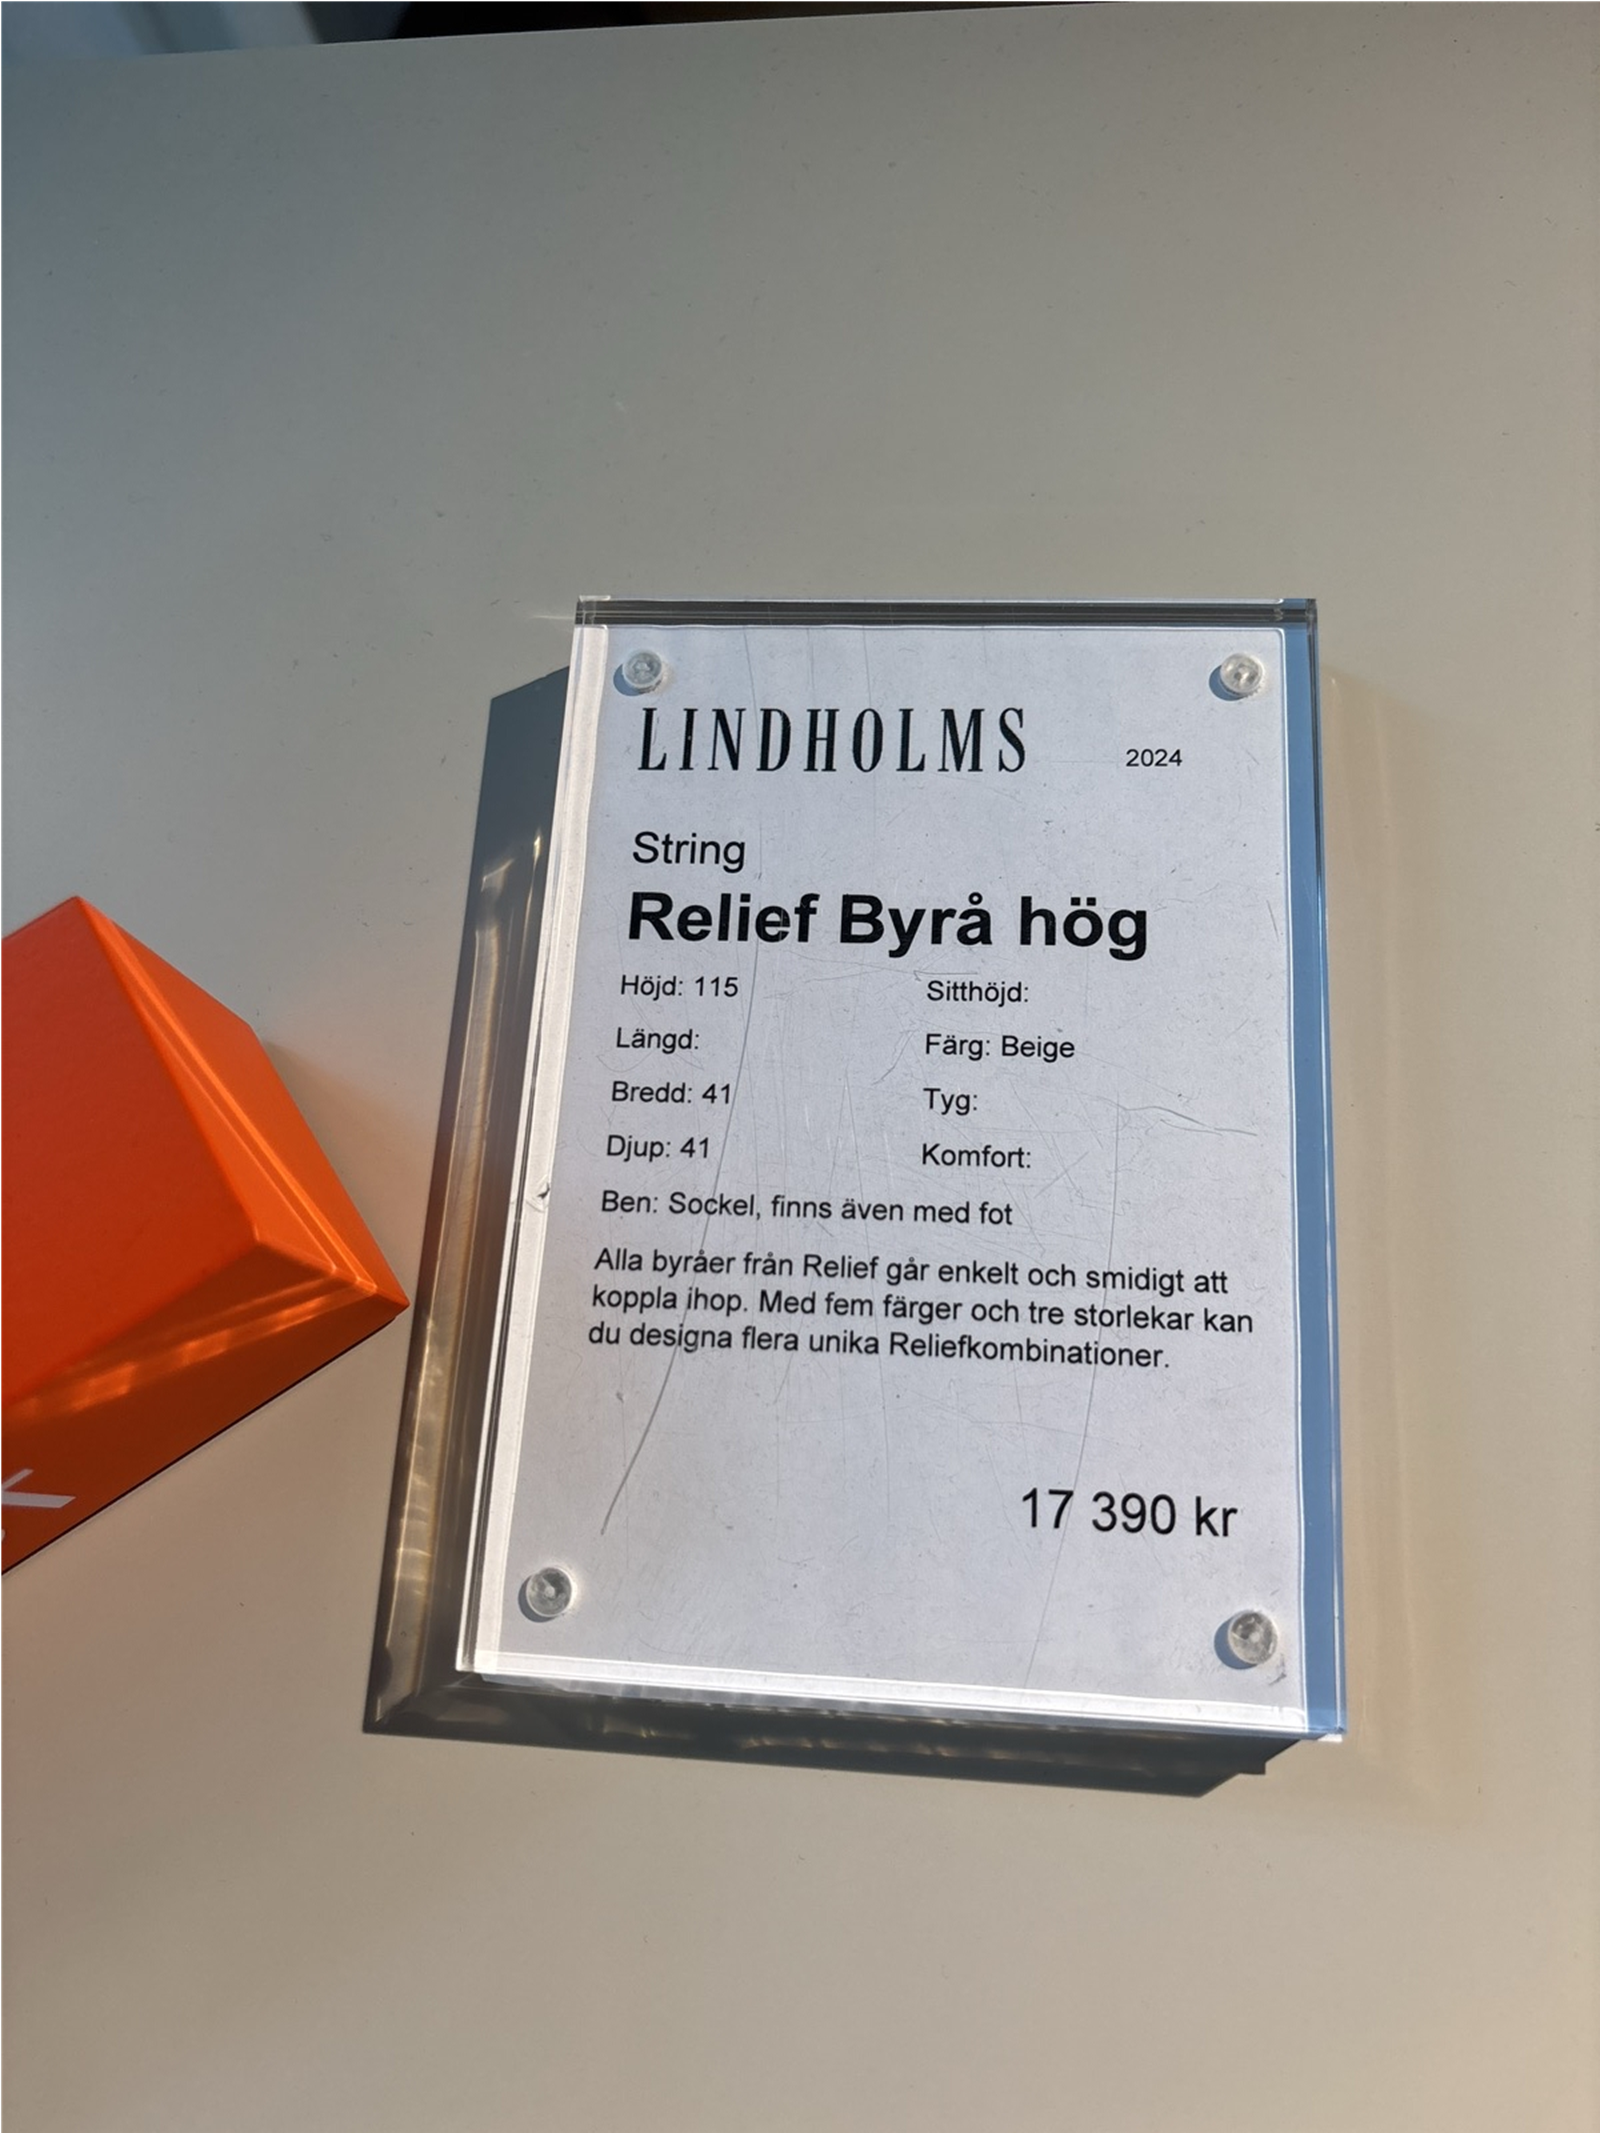 LINDHOLMS 2024
String
Relief Byrå hög
Höjd: 115 Sitthöjd:
Längd: Färg: Beige
Bredd: 41 Tyg:
Djup: 41 Komfort:
Ben: Sockel, finns även med fot
Alla byråer från Relief går enkelt och smidigt att
koppla ihop. Med fem färger och tre storlekar kan
du designa flera unika Reliefkombinationer.
17 390 kr